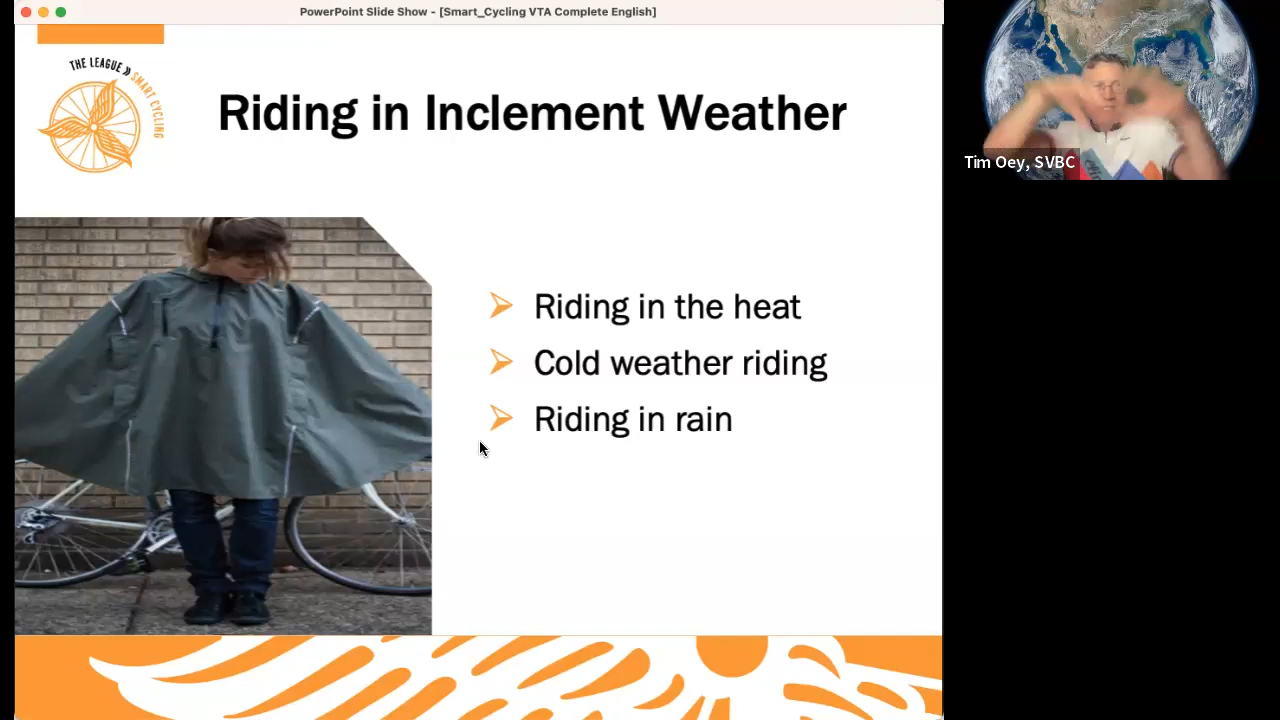 PowerPoint Slide Show - [Smart_Cycling VTA Complete English]
THE LEAGUE
SMART CYCLING
Riding in Inclement Weather
Tim Oey, SVBC
Riding in the heat
Cold weather riding
Riding in rain